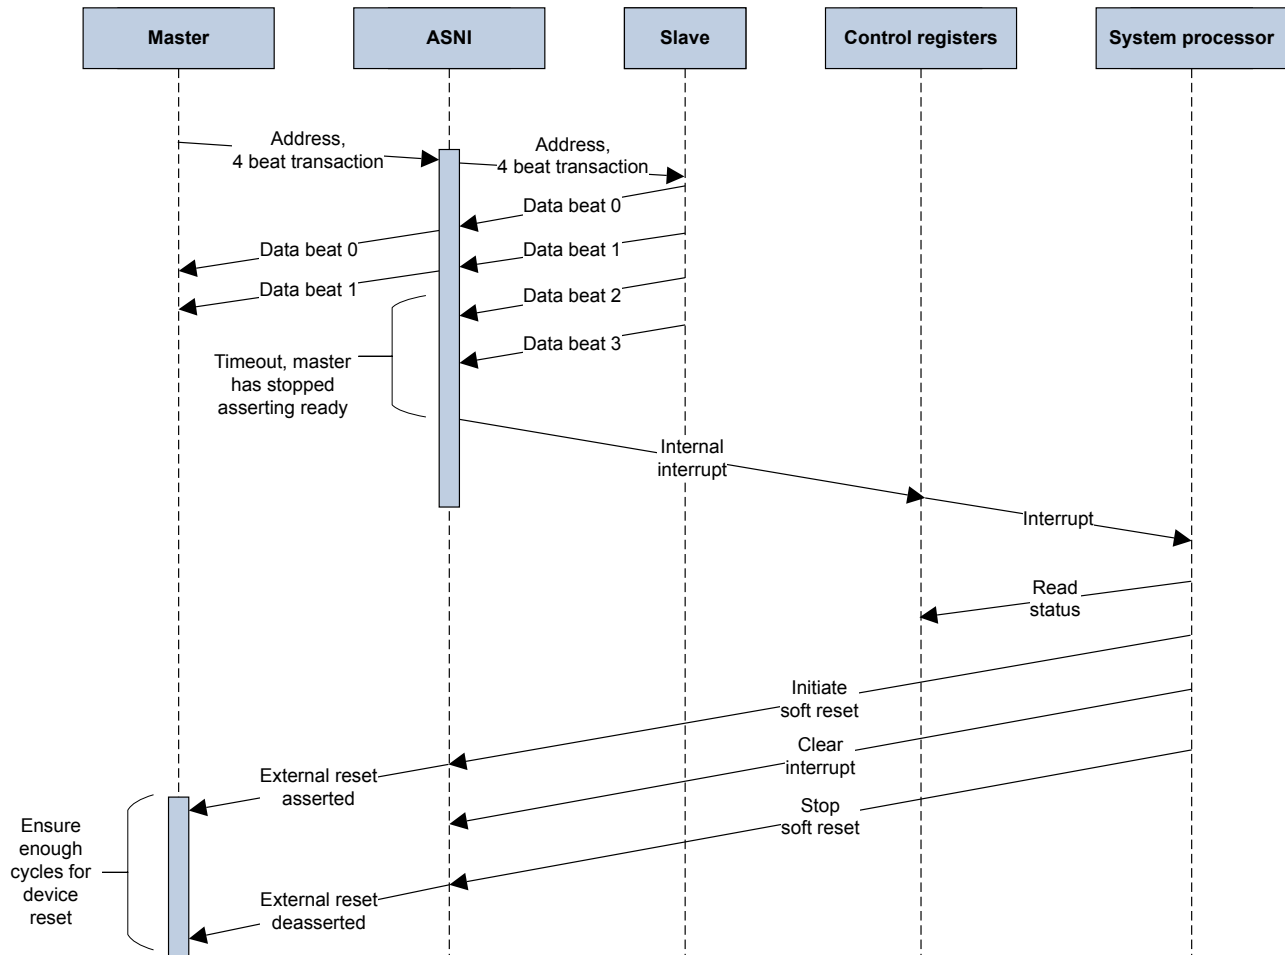 Master
ASNI
Slave
Control registers
System processor
Address,
4 beat transaction
Address,
4 beat transaction
Data beat 0
Data beat 0
Data beat 1
Data beat 1
Data beat 2
Data beat 3
Timeout, master
has stopped
asserting ready
Internal
interrupt
Interrupt
Read
status
Initiate
soft reset
Clear
interrupt
External reset
asserted
Stop
soft reset
Ensure
enough
cycles for
device
reset
External reset
deasserted